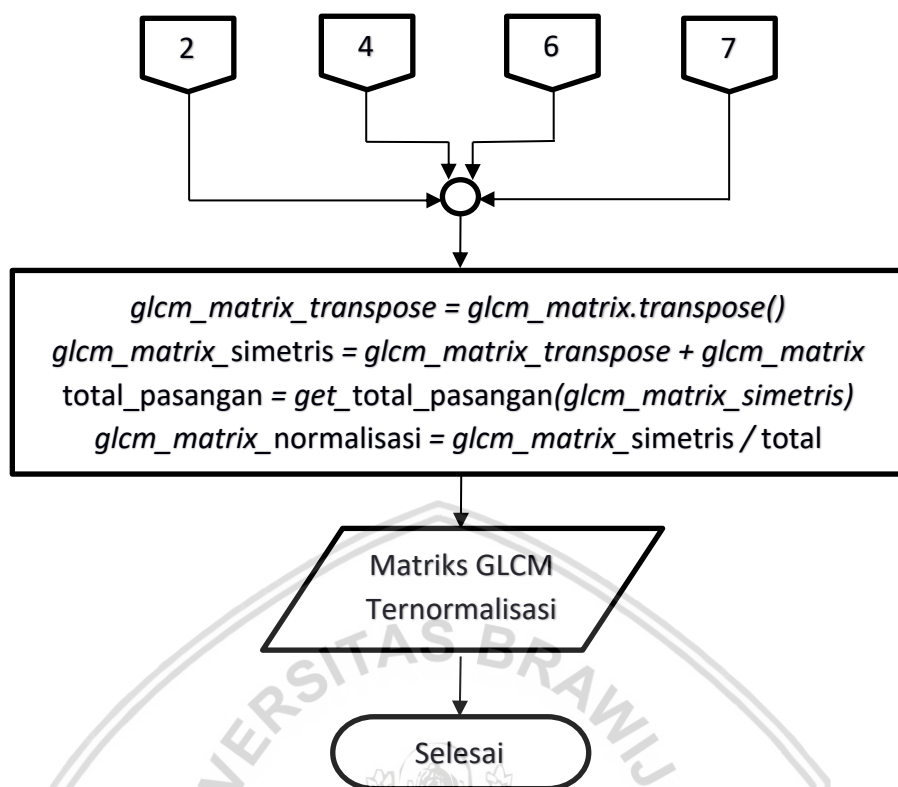 2
4
6
7
glcm_matrix_transpose = glcm_matrix.transpose()
glcm_matrix_simetris = glcm_matrix_transpose + glcm_matrix
total_pasangan = get_total_pasangan(glcm_matrix_simetris)
glcm_matrix_normalisasi = glcm_matrix_simetris / total
Matriks GLCM
Ternormalisasi
Selesai